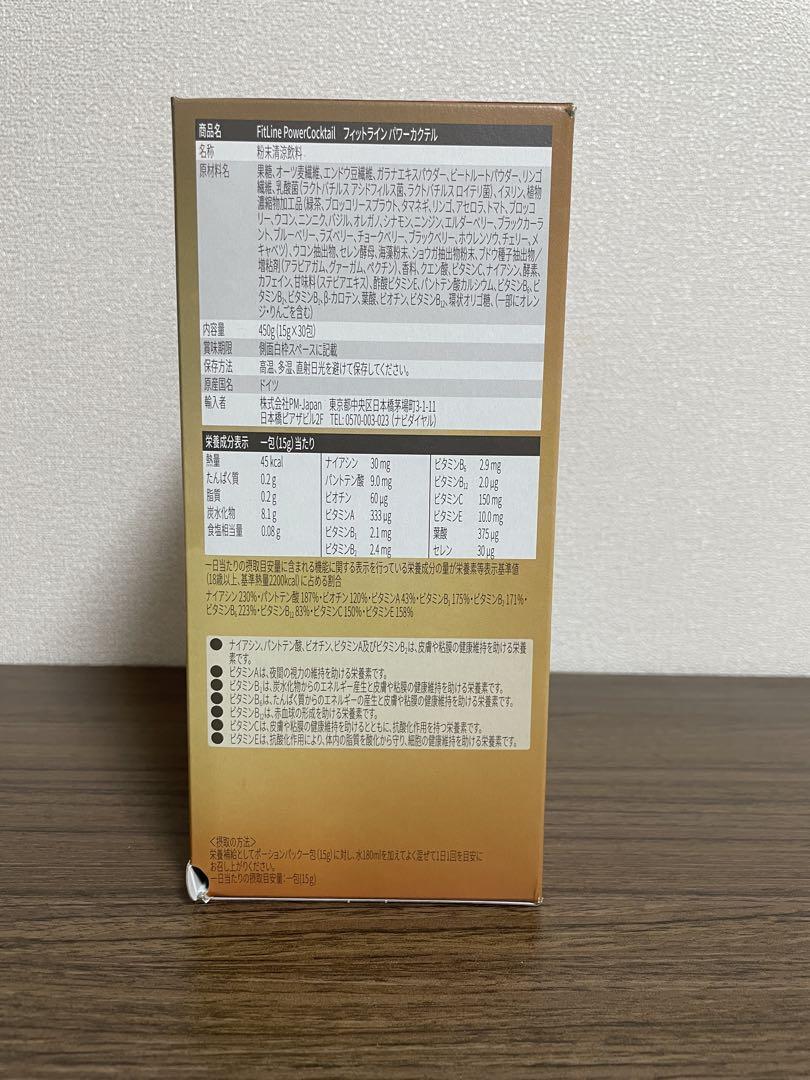 商品名 FitLine PowerCocktail フィットライン パワーカクテル
名称 粉末清涼飲料
原材料名 果糖、オーツ麦繊維、エンドウ豆繊維、ガラナエキスパウダー、ビートルートパウダー、リンゴ
繊維、乳酸菌(ラクトバチルス アシドフィルス菌、ラクトバチルス ロイテリ菌)、イヌリン、植物
濃縮物加工品(緑茶、ブロッコリースプラウト、タマネギ、リンゴ、アセロラ、トマト、ブロッコ
リー、ウコン、ニンニク、バジル、オレガノ、シナモン、ニンジン、エルダーベリー、ブラックカーラ
ント、ブルーベリー、ラズベリー、チョークベリー、ブラックベリー、ホウレンソウ、チェリー、メ
キャベツ)、ウコン抽出物、セレン酵母、海藻粉末、ショウガ抽出物粉末、ブドウ種子抽出物/
増粘剤(アラビアガム、グァーガム、ペクチン)、香料、クエン酸、ビタミンC、ナイアシン、酵素、
カフェイン、甘味料(ステビアエキス)、酢酸ビタミンE、パントテン酸カルシウム、ビタミンB₆、ビ
タミンB₂、ビタミンB₁、β-カロテン、葉酸、ビオチン、ビタミンB₁₂、環状オリゴ糖、(一部にオレン
ジ・りんごを含む)
内容量 450g(15g×30包)
賞味期限 側面白枠スペースに記載
保存方法 高温、多湿、直射日光を避けて保存してください。
原産国名 ドイツ
輸入者 株式会社PM-Japan 東京都中央区日本橋茅場町3-1-11
日本橋ピアザビル2F TEL: 0570-003-023 (ナビダイヤル)
栄養成分表示 一包(15g)当たり
熱量 45 kcal
たんぱく質 0.2 g
脂質 0.2 g
炭水化物 8.1 g
食塩相当量 0.08 g
ナイアシン 30 mg
パントテン酸 9.0 mg
ビオチン 60 μg
ビタミンA 333 μg
ビタミンB₁ 2.1 mg
ビタミンB₂ 2.4 mg
ビタミンB₆ 2.9 mg
ビタミンB₁₂ 2.0 μg
ビタミンC 150 mg
ビタミンE 10.0 mg
葉酸 375 μg
セレン 30 μg
一日当たりの摂取目安量に含まれる機能に関する表示を行っている栄養成分の量が栄養素等表示基準値
(18歳以上、基準熱量2200kcal)に占める割合
ナイアシン 230%・パントテン酸 187%・ビオチン 120%・ビタミンA 43%・ビタミンB₁ 175%・ビタミンB₂ 171%・
ビタミンB₆ 223%・ビタミンB₁₂ 83%・ビタミンC 150%・ビタミンE 158%
● ナイアシン、パントテン酸、ビオチン、ビタミンA及びビタミンB₂は、皮膚や粘膜の健康維持を助ける栄養
素です。
● ビタミンAは、夜間の視力の維持を助ける栄養素です。
● ビタミンB₁は、炭水化物からのエネルギー産生と皮膚や粘膜の健康維持を助ける栄養素です。
● ビタミンB₆は、たんぱく質からのエネルギーの産生と皮膚や粘膜の健康維持を助ける栄養素です。
● ビタミンB₁₂は、赤血球の形成を助ける栄養素です。
● ビタミンCは、皮膚や粘膜の健康維持を助けるとともに、抗酸化作用を持つ栄養素です。
● ビタミンEは、抗酸化作用により、体内の脂質を酸化から守り、細胞の健康維持を助ける栄養素です。
<摂取の方法>
栄養補給としてポーションパック一包(15g)に対し、水180mlを加えてよく混ぜて1日1回を目安に
お召し上がりください。
一日当たりの摂取目安量:一包(15g)